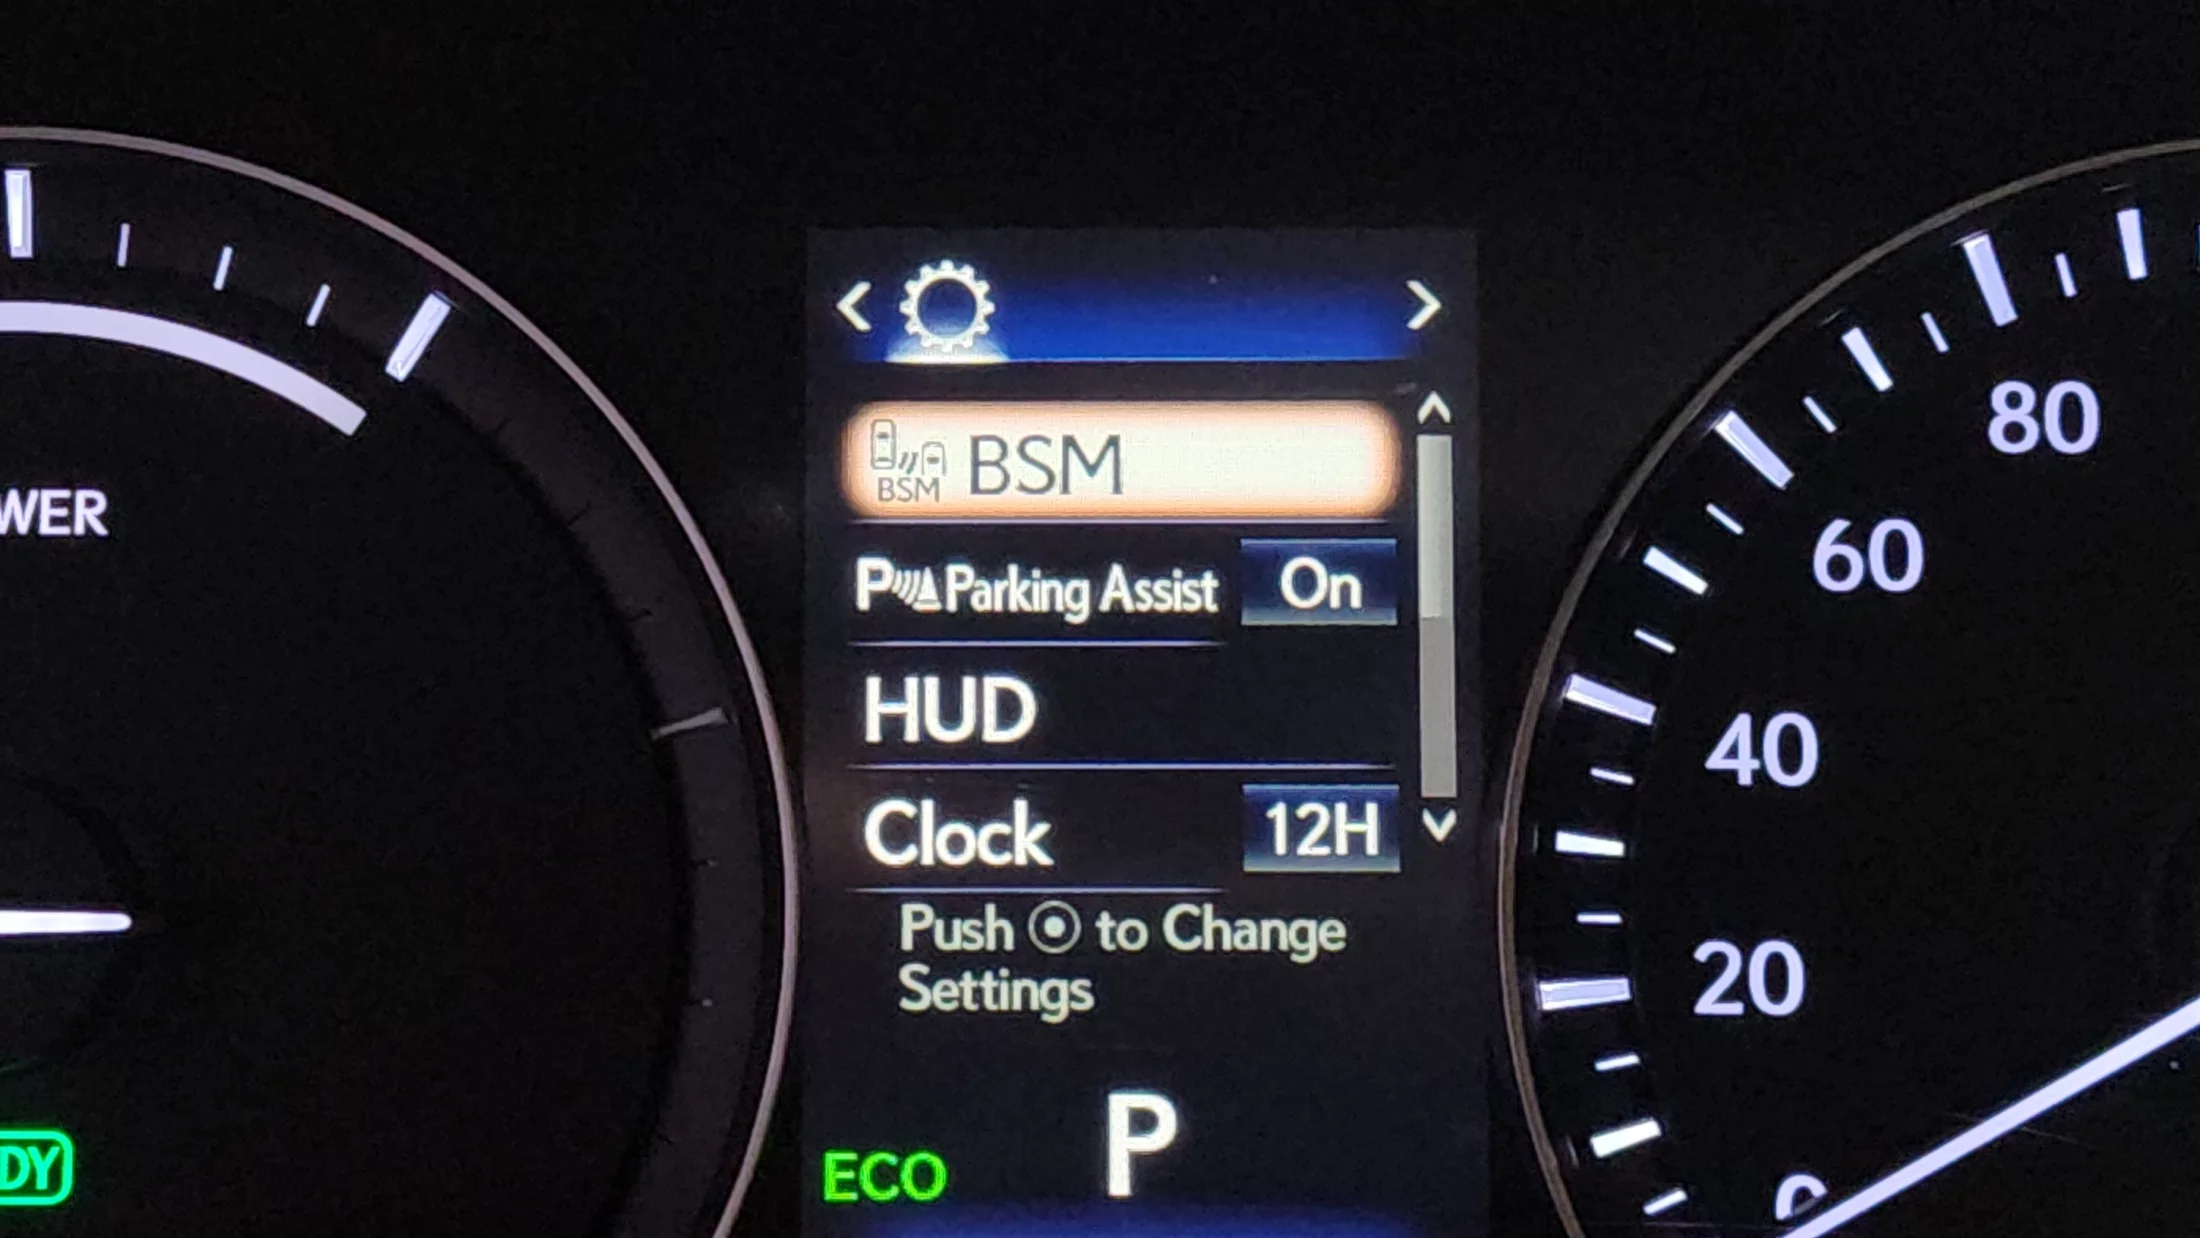 BSM BSM
P Parking Assist On
HUD
Clock 12H
Push to Change
Settings
P
ECO
WER
DY
80
60
40
20
0